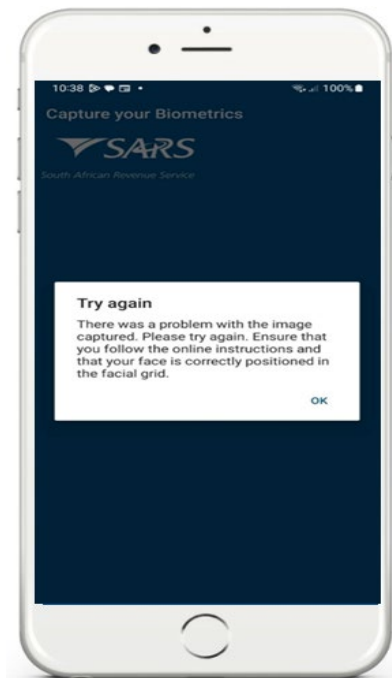 10:38
100%
Capture your Biometrics
SARS
South African Revenue Service
Try again
There was a problem with the image
captured. Please try again. Ensure that
you follow the online instructions and
that your face is correctly positioned in
the facial grid.
OK